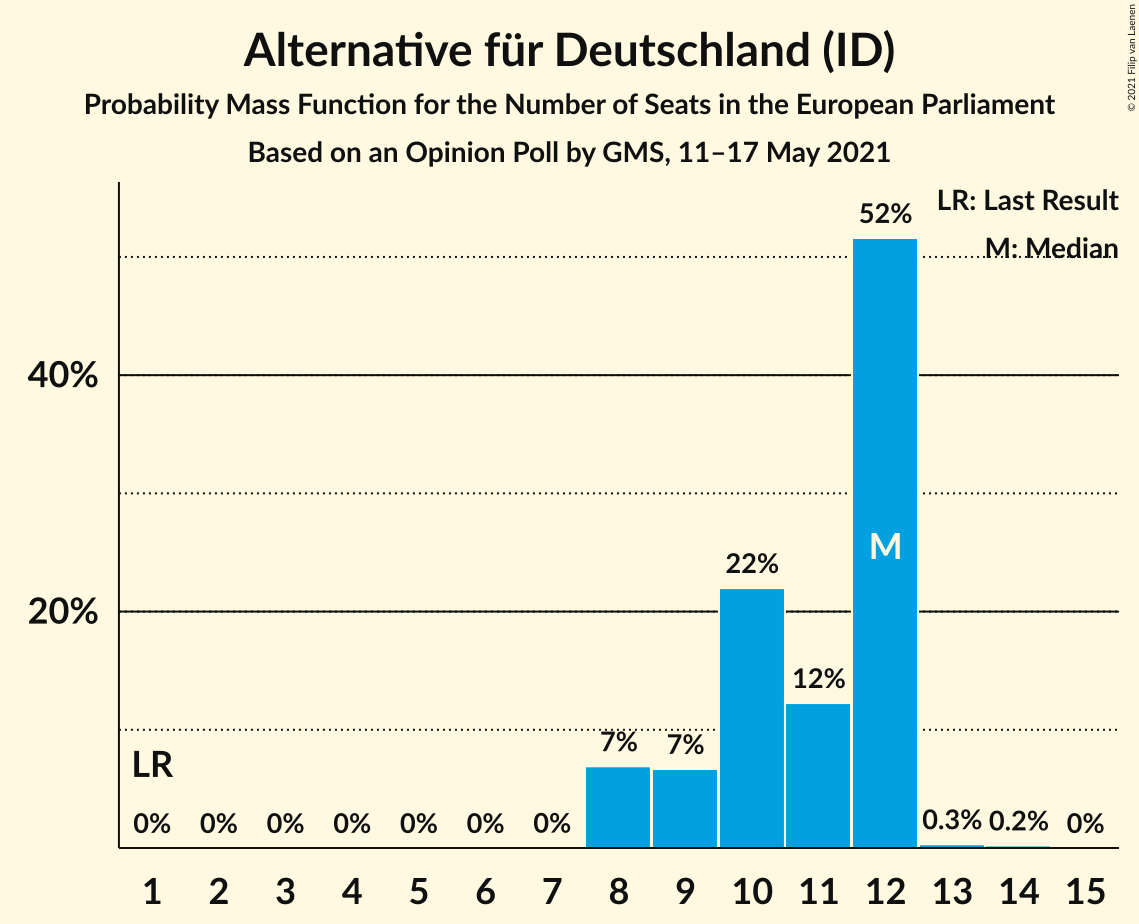 Alternative für Deutschland (ID)
Probability Mass Function for the Number of Seats in the European Parliament
Based on an Opinion Poll by GMS, 11–17 May 2021
© 2021 Filip van Laenen
LR: Last Result
M: Median
52%
40%
M
22%
20%
12%
7% 7%
LR
0% 0% 0% 0% 0% 0% 0% 0.3% 0.2% 0%
1 2 3 4 5 6 7 8 9 10 11 12 13 14 15